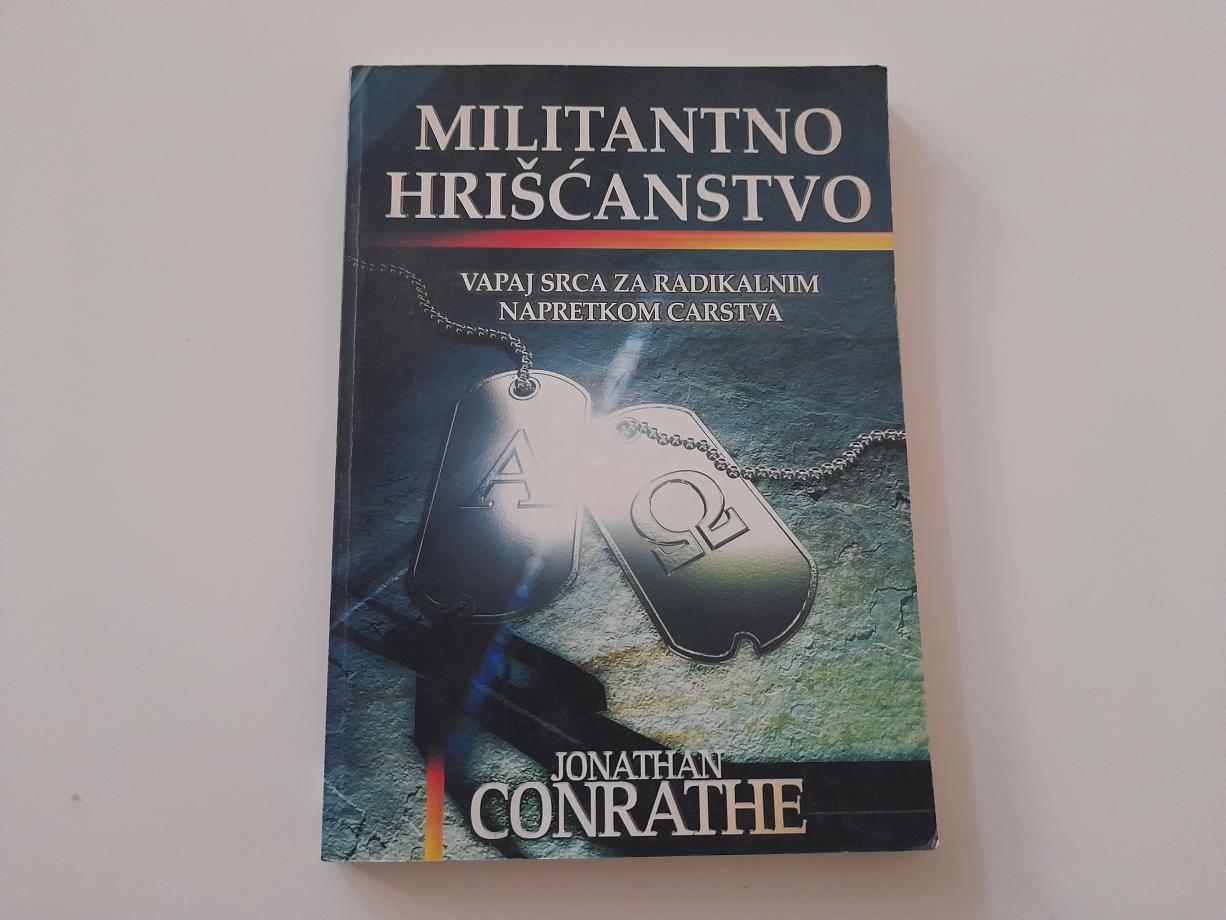 MILITANTNO
HRIŠĆANSTVO
VAPAJ SRCA ZA RADIKALNIM
NAPRETKOM CARSTVA
A
Ω
JONATHAN
CONRATHE